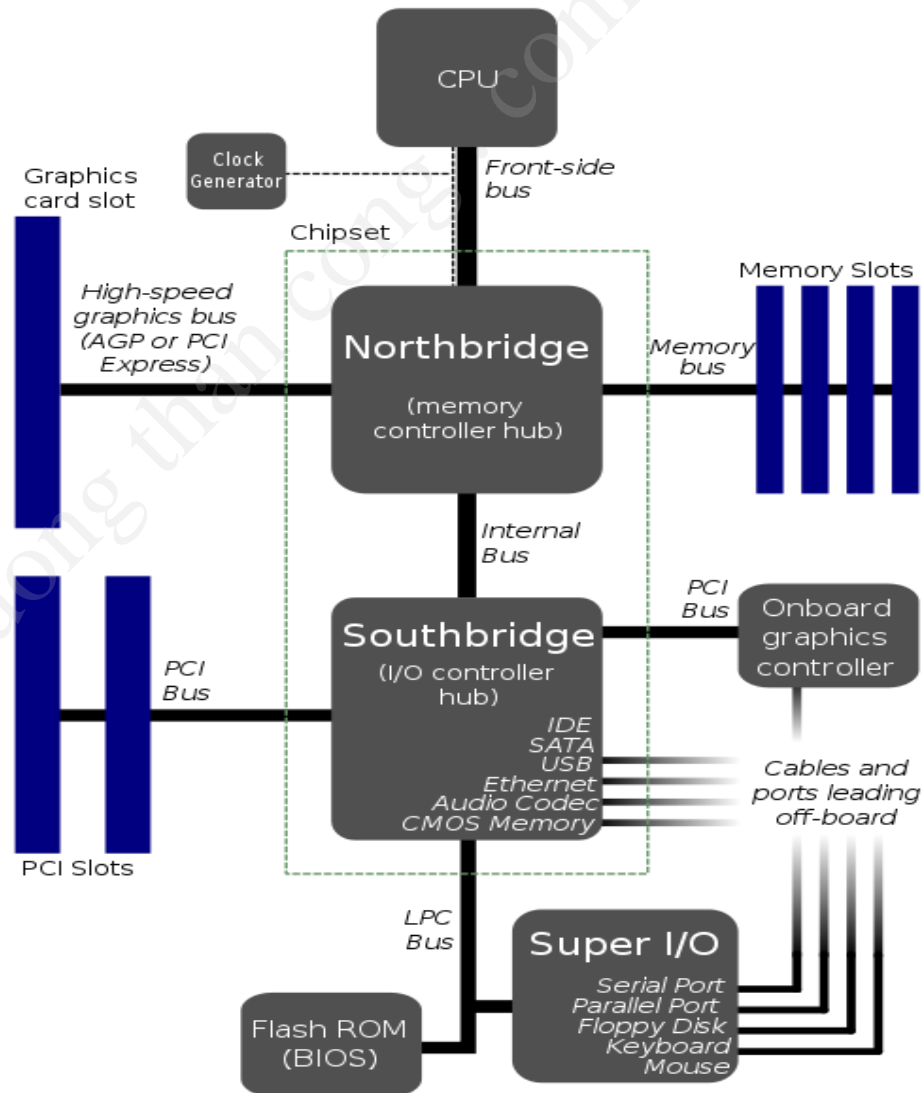 CPU
Clock
Generator
Front-side
bus
Graphics
card slot
Chipset
High-speed
graphics bus
(AGP or PCI
Express)
Northbridge
(memory
controller hub)
Memory
bus
Memory Slots
Internal
Bus
Southbridge
(I/O controller
hub)
PCI
Bus
Onboard
graphics
controller
PCI
Bus
IDE
SATA
USB
Ethernet
Audio Codec
CMOS Memory
Cables and
ports leading
off-board
PCI Slots
LPC
Bus
Super I/O
Serial Port
Parallel Port
Floppy Disk
Keyboard
Mouse
Flash ROM
(BIOS)
than cong . com